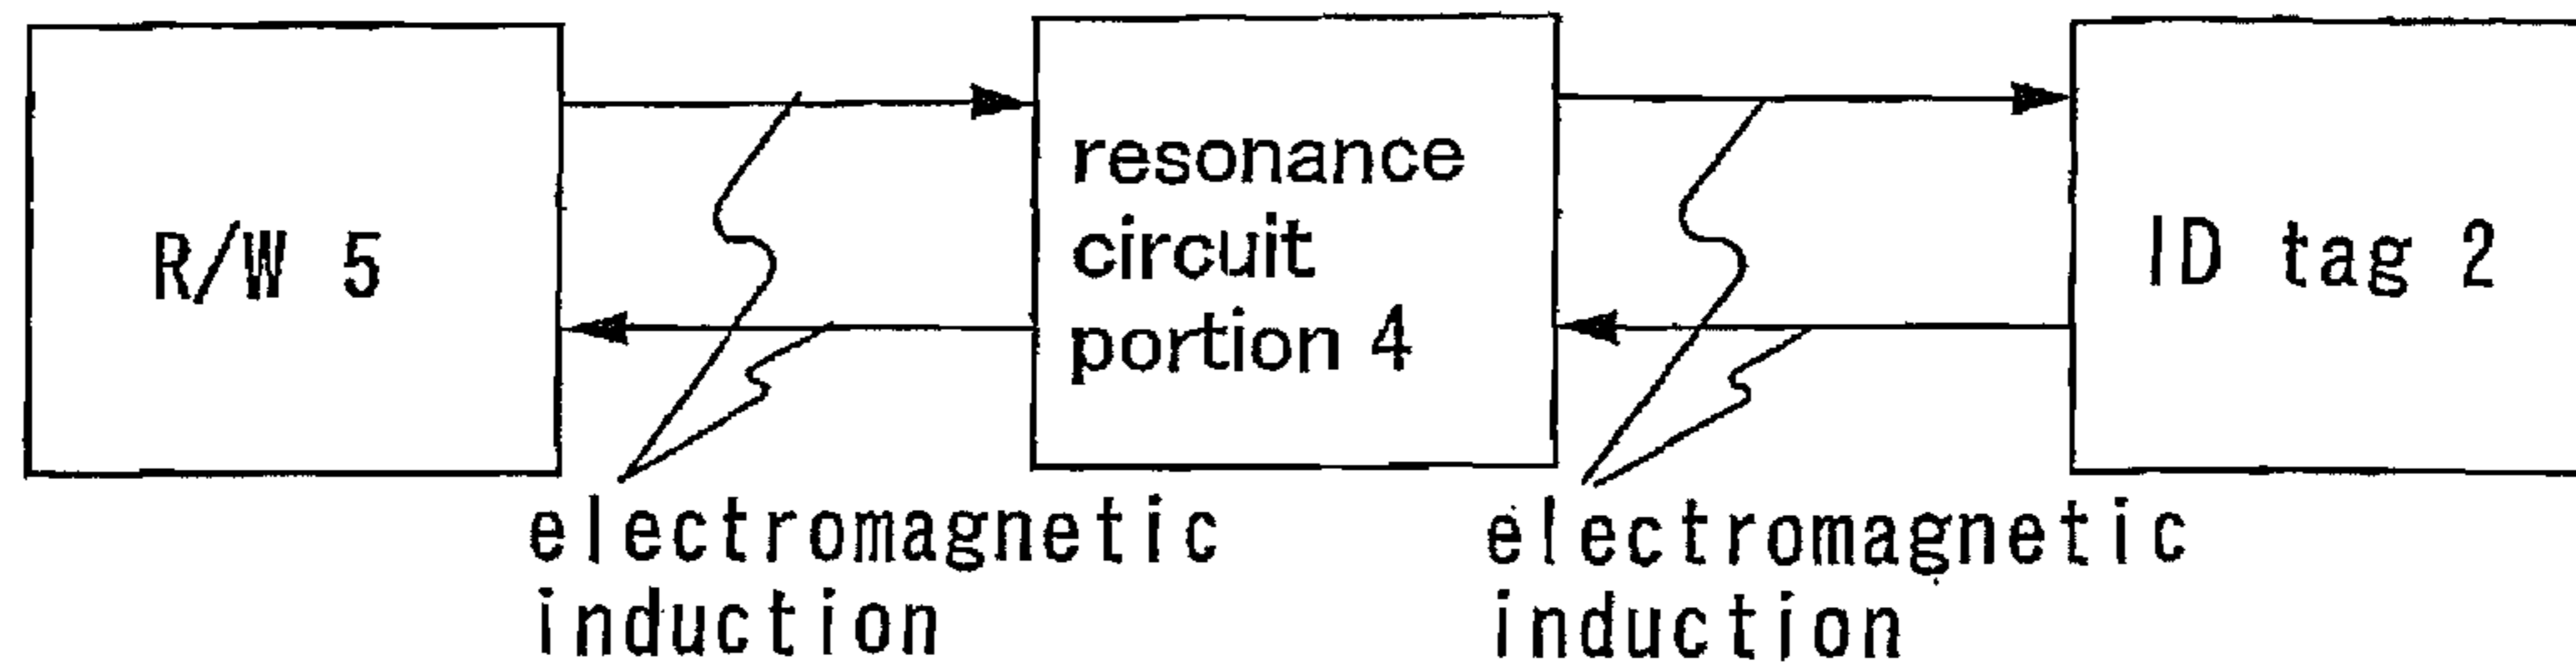 R/W 5
resonance
circuit
portion 4
ID tag 2
electromagnetic
induction
electromagnetic
induction